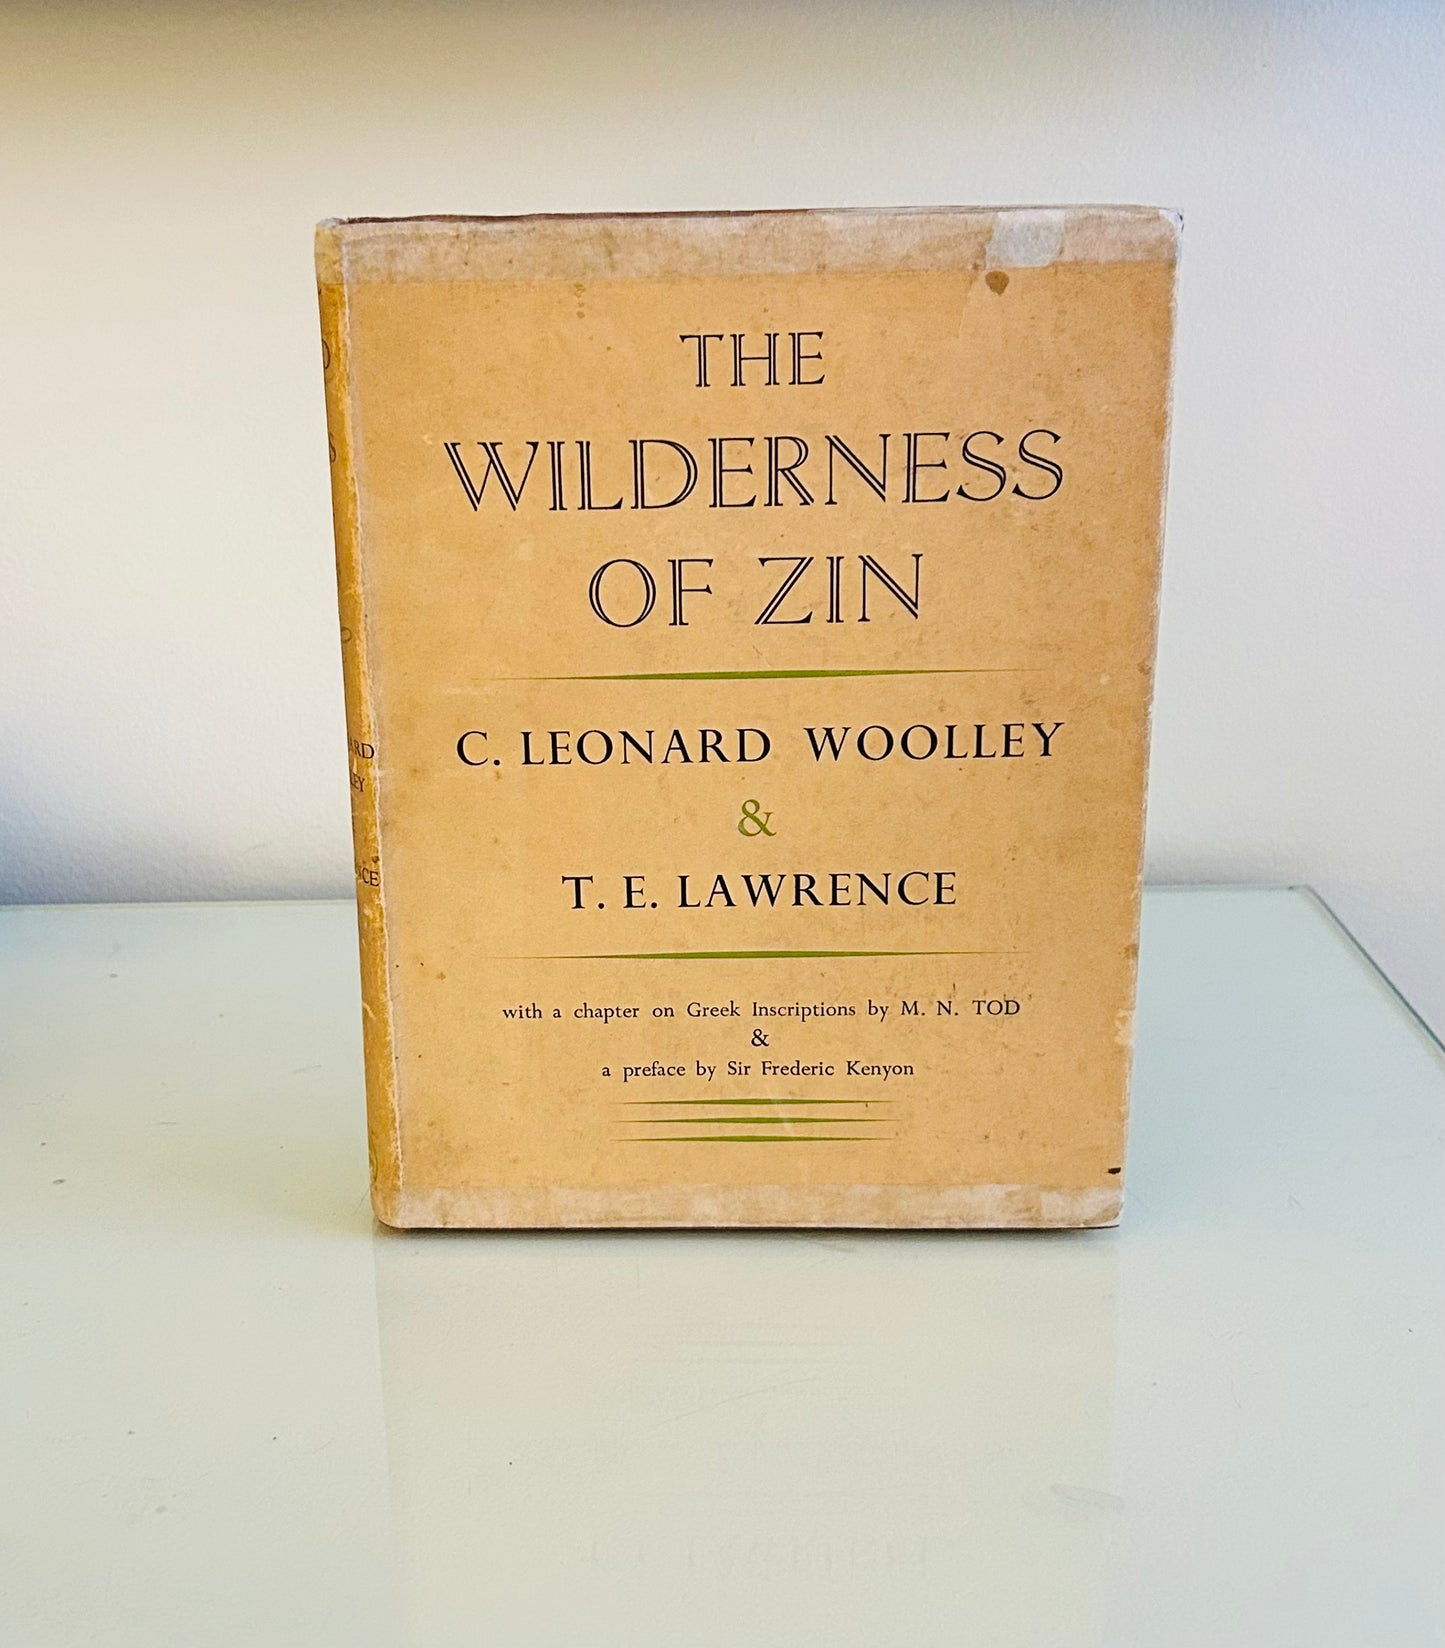 THE
WILDERNESS
OF ZIN
C. LEONARD WOOLLEY
&
T. E. LAWRENCE
with a chapter on Greek Inscriptions by M. N. TOD
&
a preface by Sir Frederic Kenyon